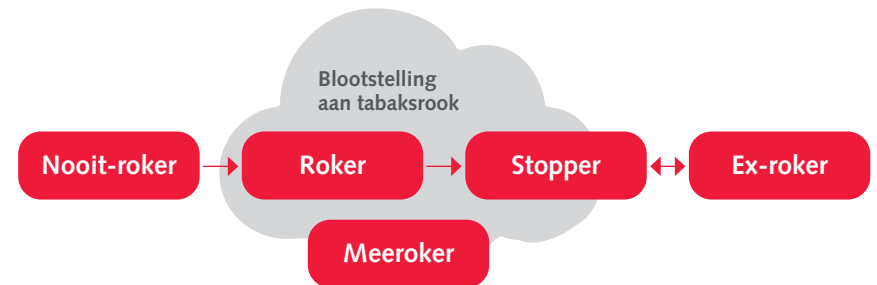 Blootstelling
aan tabaksrook
Nooit-roker
Roker
Stopper
Ex-roker
Meeroker